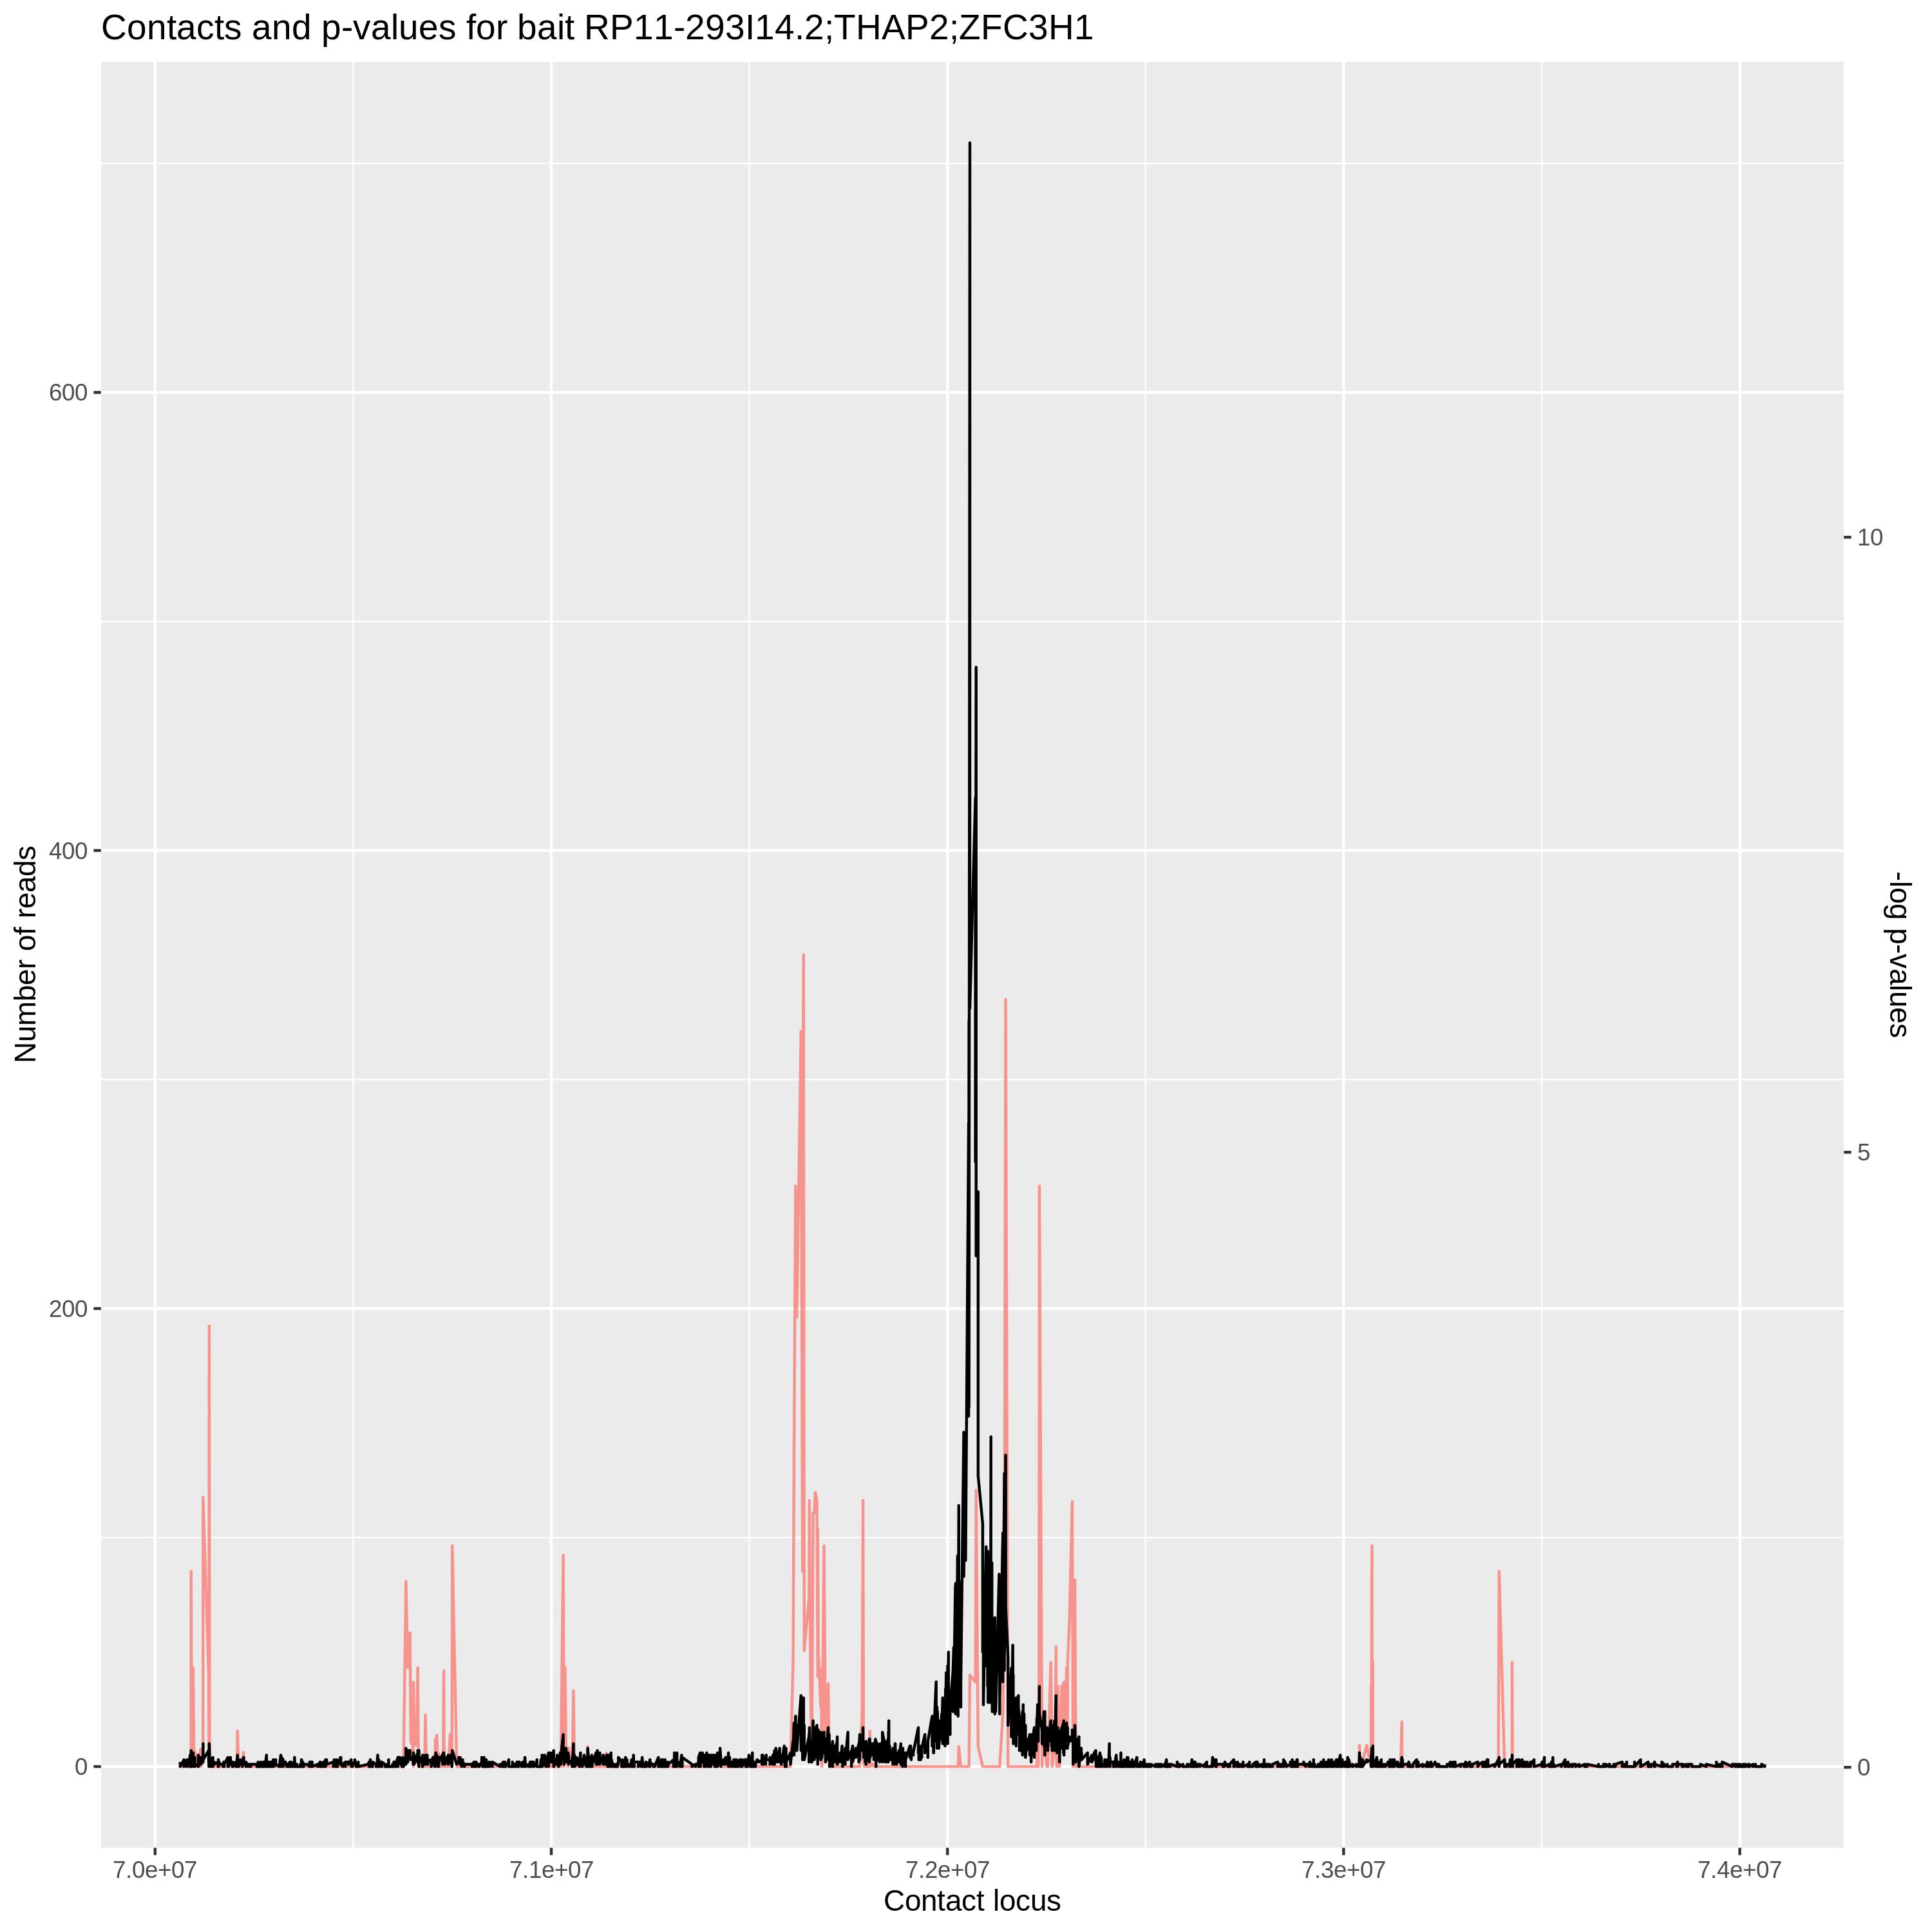 Contacts and p-values for bait RP11-293I14.2;THAP2;ZFC3H1
Number of reads
600
400
200
0
10
5
0
-log p-values
7.0e+07
7.1e+07
7.2e+07
7.3e+07
7.4e+07
Contact locus